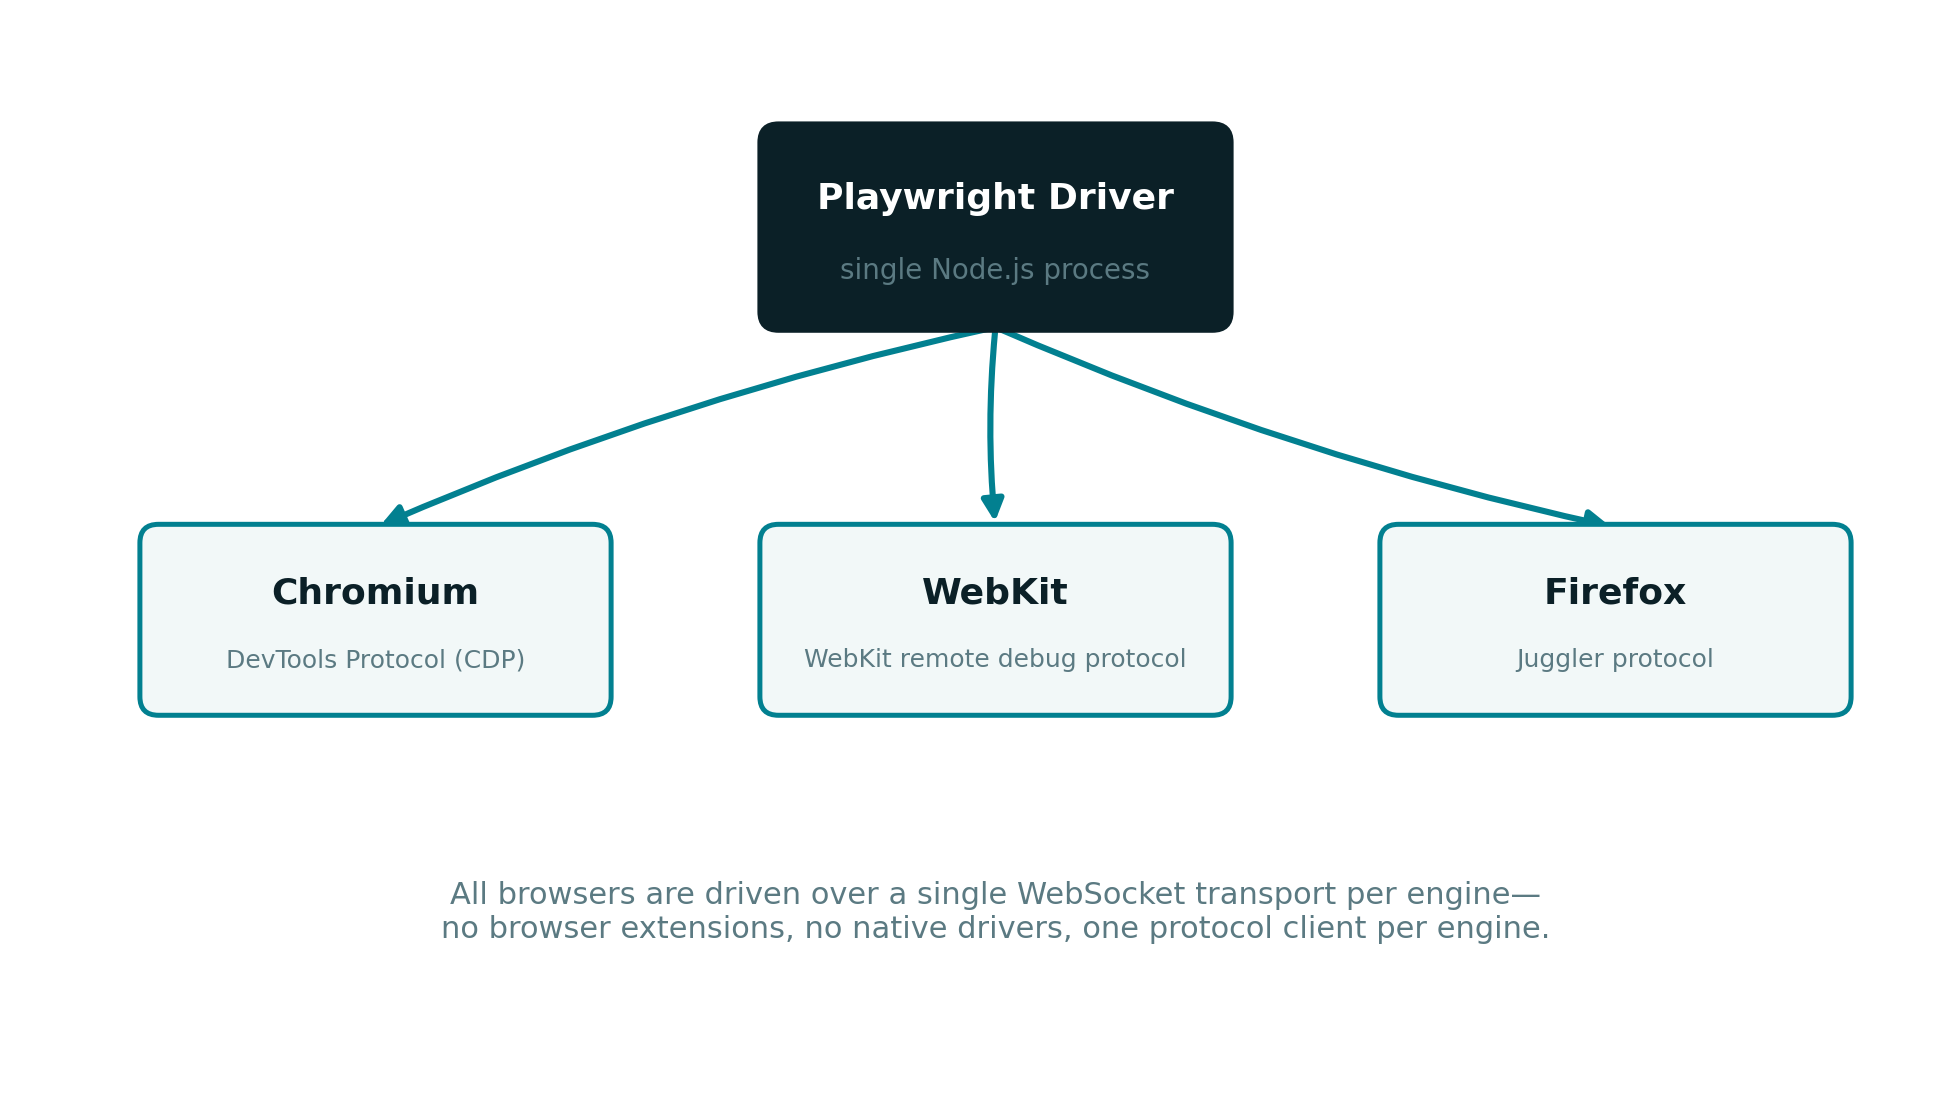 Playwright Driver
single Node.js process
Chromium
DevTools Protocol (CDP)
WebKit
WebKit remote debug protocol
Firefox
Juggler protocol
All browsers are driven over a single WebSocket transport per engine—
no browser extensions, no native drivers, one protocol client per engine.